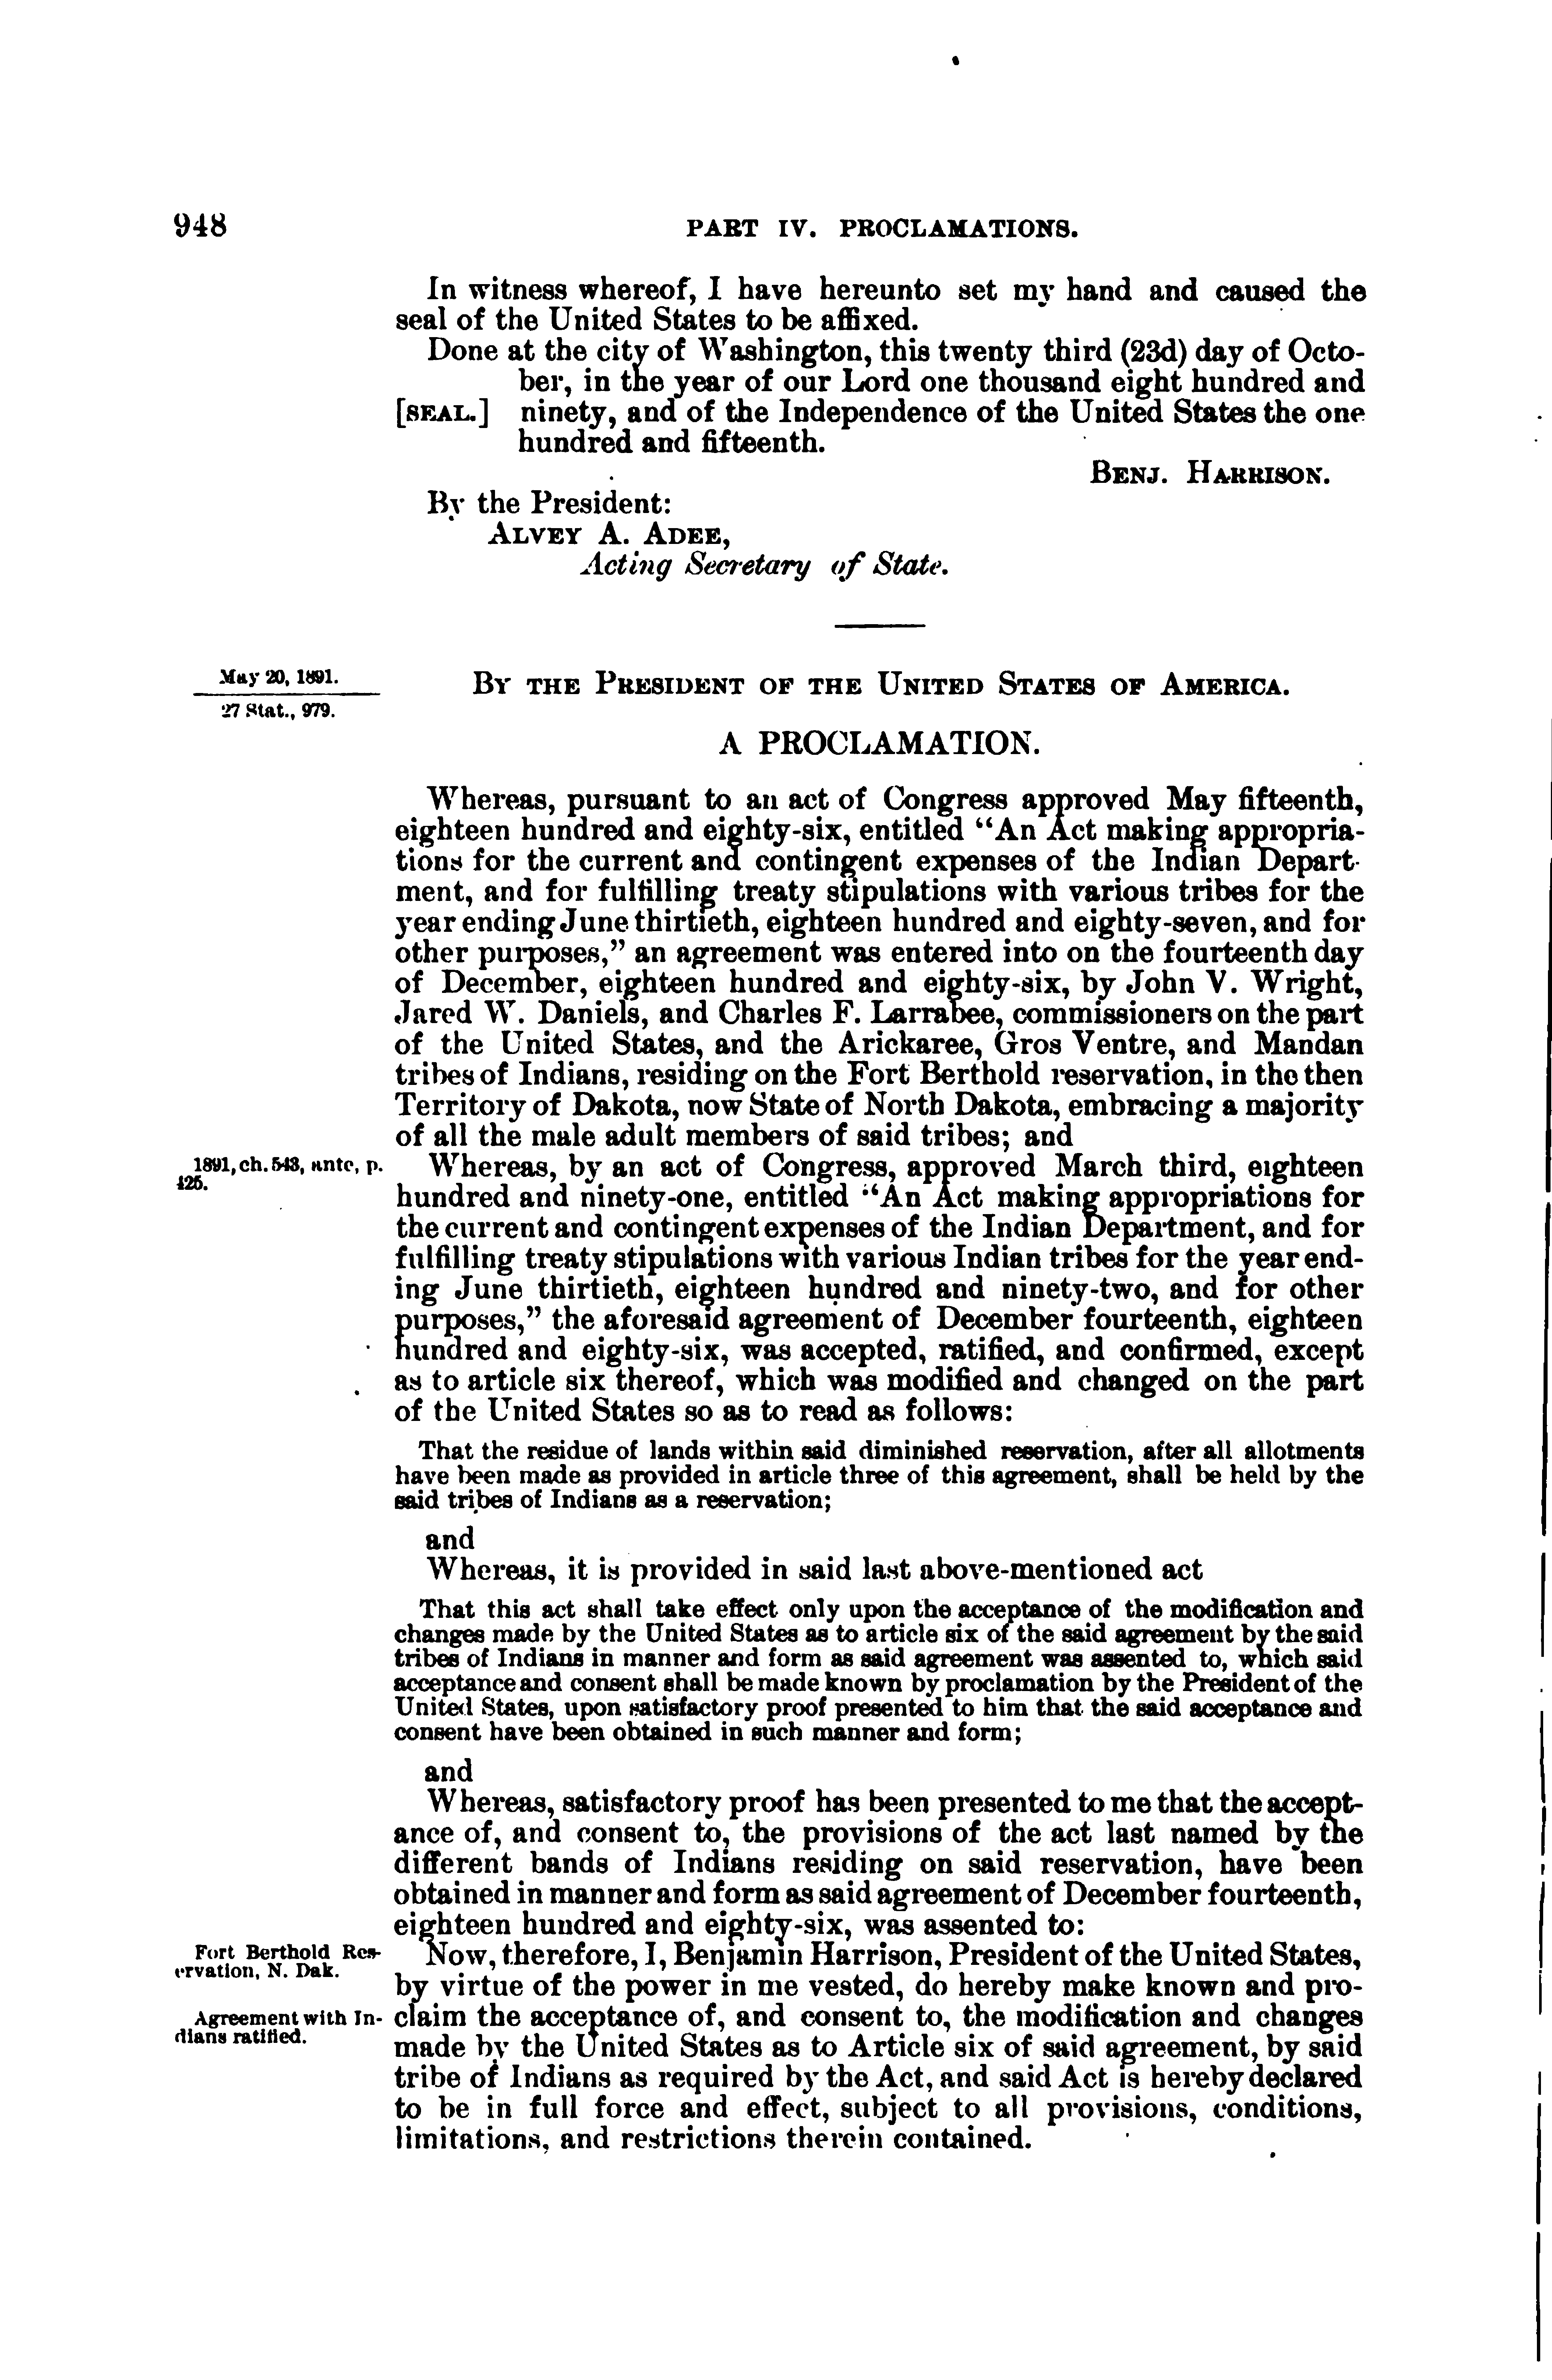 948
PART IV. PROCLAMATIONS.
In witness whereof, I have hereunto set my hand and caused the
seal of the United States to be affixed.
Done at the city of Washington, this twenty third (23d) day of Octo-
ber, in the year of our Lord one thousand eight hundred and
[SEAL.] ninety, and of the Independence of the United States the one
hundred and fifteenth.
BENJ. HARRISON.
By the President:
ALVEY A. ADEE,
Acting Secretary of State.
May 20, 1891.
27 Stat., 979.
BY THE PRESIDENT OF THE UNITED STATES OF AMERICA.
A PROCLAMATION.
Whereas, pursuant to an act of Congress approved May fifteenth,
eighteen hundred and eighty-six, entitled "An Act making appropria-
tions for the current and contingent expenses of the Indian Depart-
ment, and for fulfilling treaty stipulations with various tribes for the
year ending June thirtieth, eighteen hundred and eighty-seven, and for
other purposes," an agreement was entered into on the fourteenth day
of December, eighteen hundred and eighty-six, by John V. Wright,
Jared W. Daniels, and Charles F. Larrabee, commissioners on the part
of the United States, and the Arickaree, Gros Ventre, and Mandan
tribes of Indians, residing on the Fort Berthold reservation, in the then
Territory of Dakota, now State of North Dakota, embracing a majority
of all the male adult members of said tribes; and
1891, ch. 543, ante, p.
425.
Whereas, by an act of Congress, approved March third, eighteen
hundred and ninety-one, entitled "An Act making appropriations for
the current and contingent expenses of the Indian Department, and for
fulfilling treaty stipulations with various Indian tribes for the year end-
ing June thirtieth, eighteen hundred and ninety-two, and for other
purposes," the aforesaid agreement of December fourteenth, eighteen
hundred and eighty-six, was accepted, ratified, and confirmed, except
as to article six thereof, which was modified and changed on the part
of the United States so as to read as follows:
That the residue of lands within said diminished reservation, after all allotments
have been made as provided in article three of this agreement, shall be held by the
said tribes of Indians as a reservation;
and
Whereas, it is provided in said last above-mentioned act
That this act shall take effect only upon the acceptance of the modification and
changes made by the United States as to article six of the said agreement by the said
tribes of Indians in manner and form as said agreement was assented to, which said
acceptance and consent shall be made known by proclamation by the President of the
United States, upon satisfactory proof presented to him that the said acceptance and
consent have been obtained in such manner and form;
and
Whereas, satisfactory proof has been presented to me that the accept-
ance of, and consent to, the provisions of the act last named by the
different bands of Indians residing on said reservation, have been
obtained in manner and form as said agreement of December fourteenth,
eighteen hundred and eighty-six, was assented to:
Fort Berthold Res-
ervation, N. Dak.
Agreement with In-
dians ratified.
Now, therefore, I, Benjamin Harrison, President of the United States,
by virtue of the power in me vested, do hereby make known and pro-
claim the acceptance of, and consent to, the modification and changes
made by the United States as to Article six of said agreement, by said
tribe of Indians as required by the Act, and said Act is hereby declared
to be in full force and effect, subject to all provisions, conditions,
limitations, and restrictions therein contained.